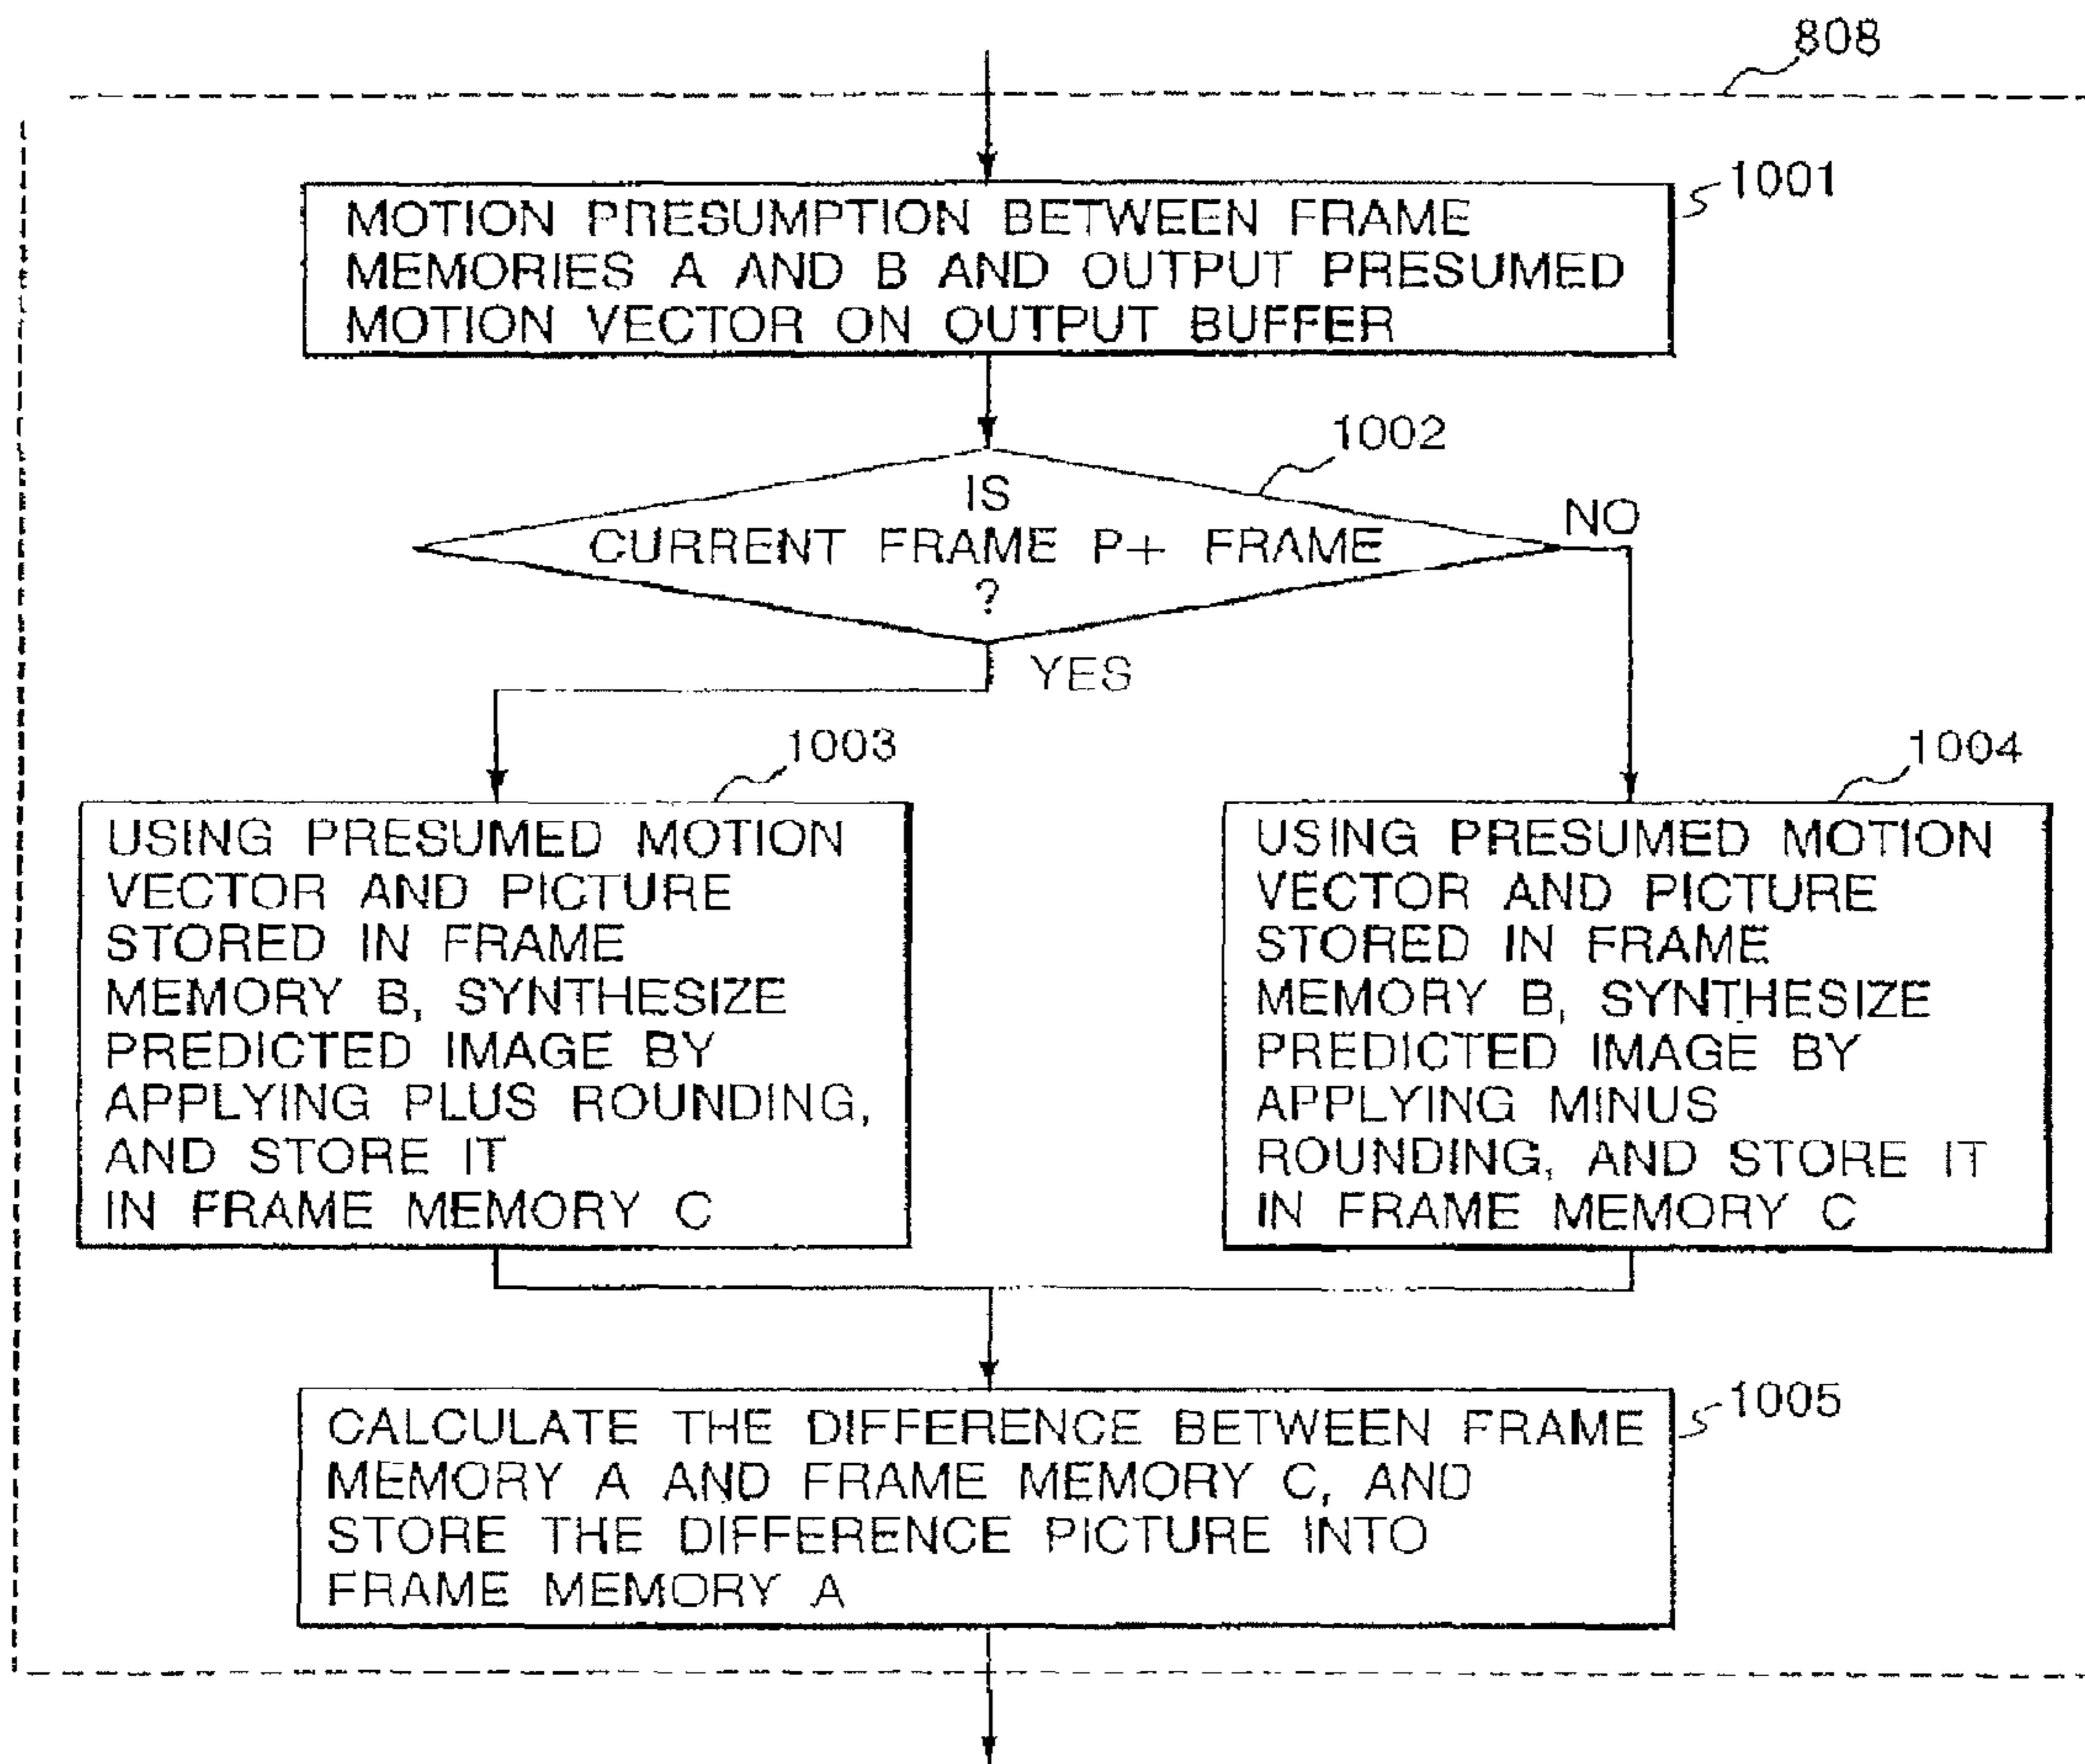 808
1001
MOTION PRESUMPTION BETWEEN FRAME
MEMORIES A AND B AND OUTPUT PRESUMED
MOTION VECTOR ON OUTPUT BUFFER
1002
IS
CURRENT FRAME P+ FRAME
?
NO
YES
1003
USING PRESUMED MOTION
VECTOR AND PICTURE
STORED IN FRAME
MEMORY B, SYNTHESIZE
PREDICTED IMAGE BY
APPLYING PLUS ROUNDING,
AND STORE IT
IN FRAME MEMORY C
1004
USING PRESUMED MOTION
VECTOR AND PICTURE
STORED IN FRAME
MEMORY B, SYNTHESIZE
PREDICTED IMAGE BY
APPLYING MINUS
ROUNDING, AND STORE IT
IN FRAME MEMORY C
1005
CALCULATE THE DIFFERENCE BETWEEN FRAME
MEMORY A AND FRAME MEMORY C, AND
STORE THE DIFFERENCE PICTURE INTO
FRAME MEMORY A